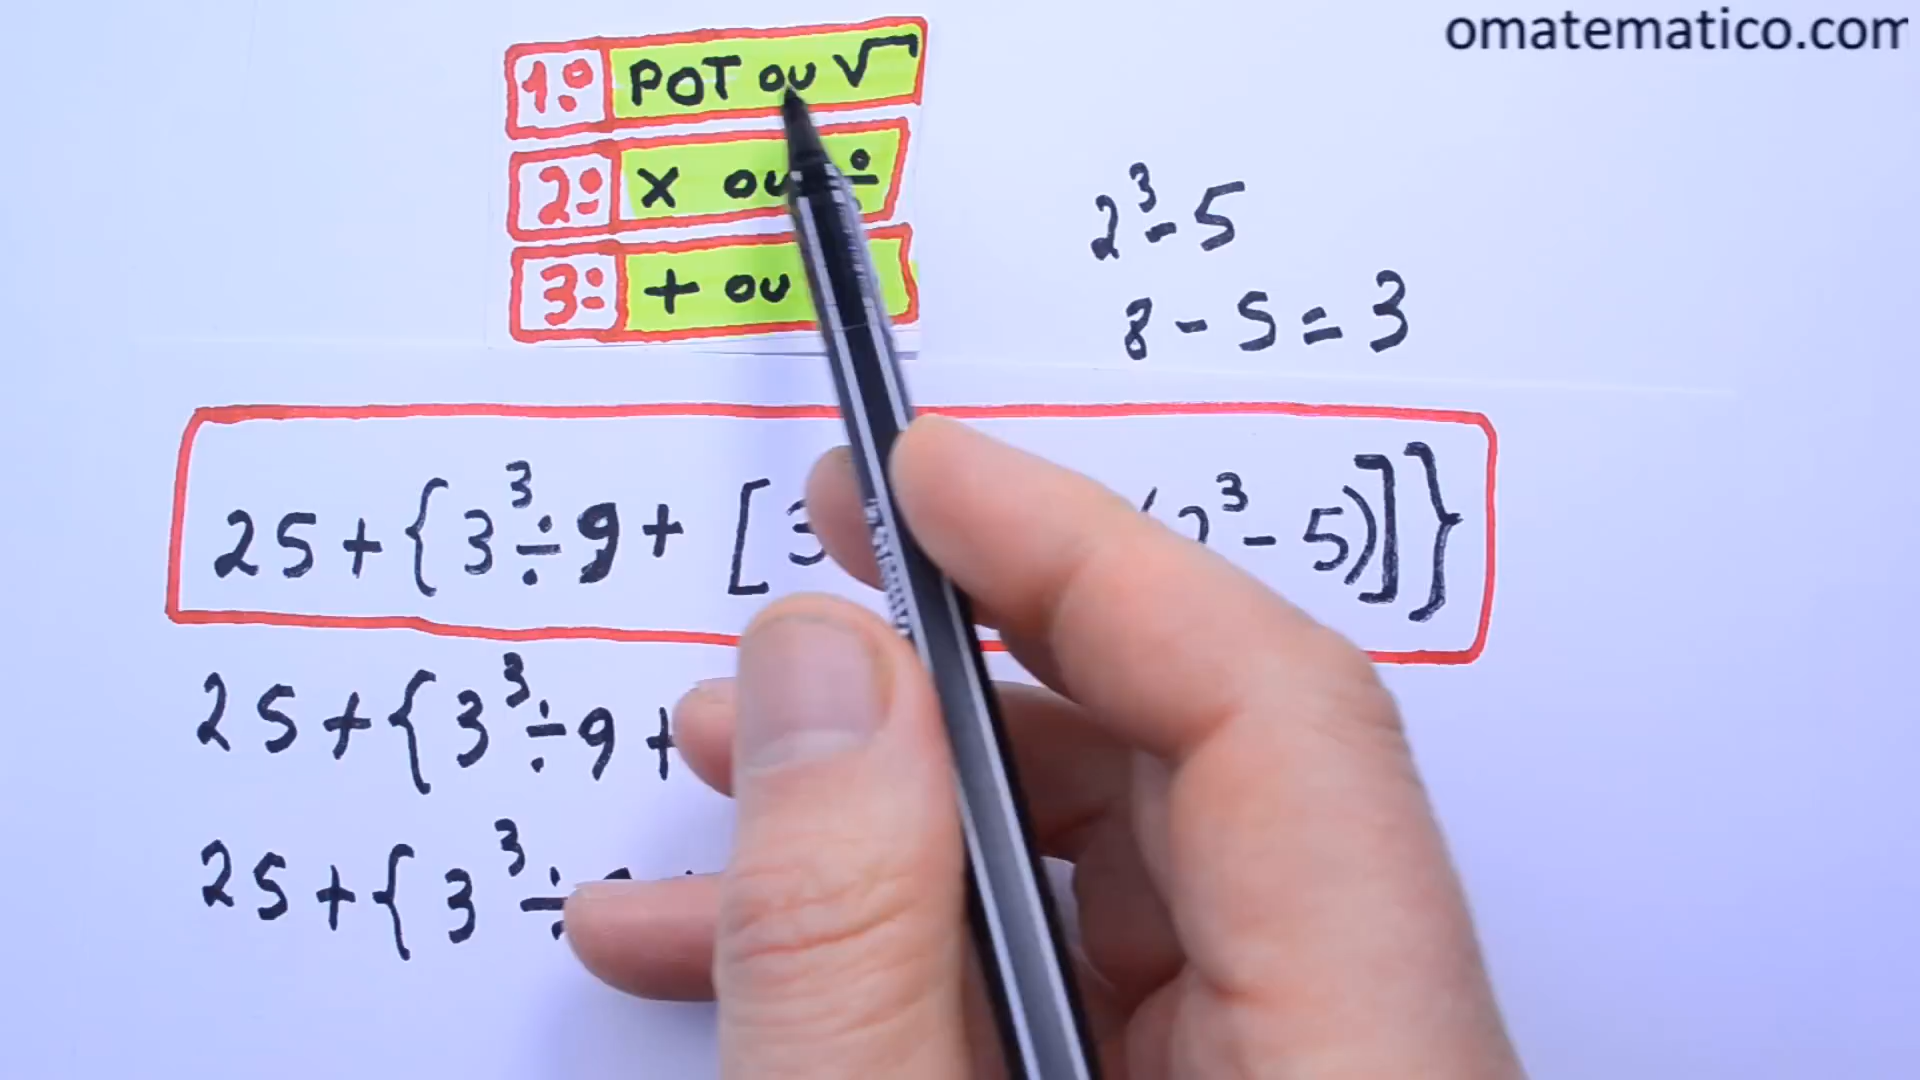 omatematico.com
1º POT ou √
2º x ou ÷
3º + ou
2³ - 5
8 - 5 = 3
25 + { 3³ ÷ 9 + [ 3 2³ - 5)]}
25 + { 3³ ÷ 9 +
25 + { 3³ ÷